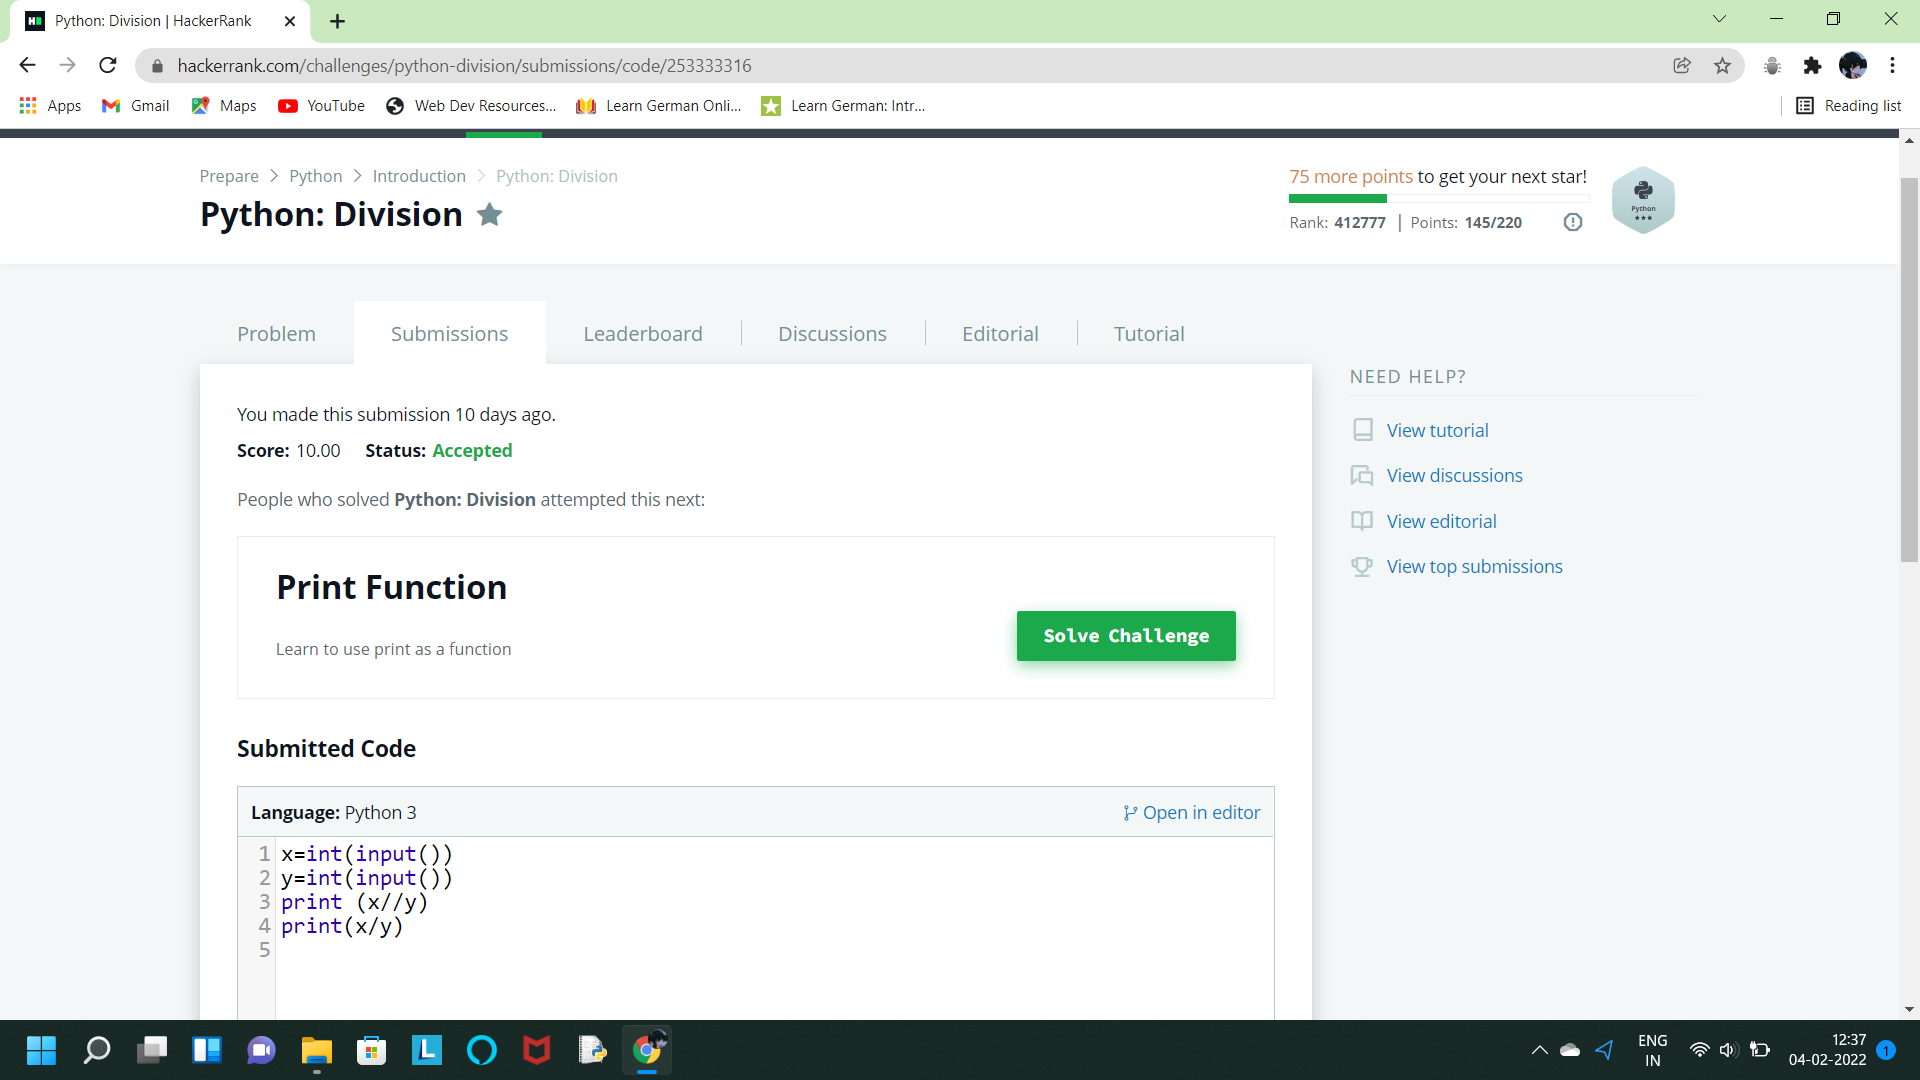 Python: Division | HackerRank
hackerrank.com/challenges/python-division/submissions/code/253333316
Apps Gmail Maps YouTube Web Dev Resources... Learn German Onli... Learn German: Intr... Reading list
Prepare > Python > Introduction > Python: Division
Python: Division
75 more points to get your next star!
Rank: 412777 | Points: 145/220
Python
Problem Submissions Leaderboard Discussions Editorial Tutorial
You made this submission 10 days ago.
Score: 10.00 Status: Accepted
People who solved Python: Division attempted this next:
Print Function
Learn to use print as a function
Solve Challenge
NEED HELP?
View tutorial
View discussions
View editorial
View top submissions
Submitted Code
Language: Python 3 Open in editor
1 x=int(input())
2 y=int(input())
3 print (x//y)
4 print(x/y)
5
ENG
IN
12:37
04-02-2022
1